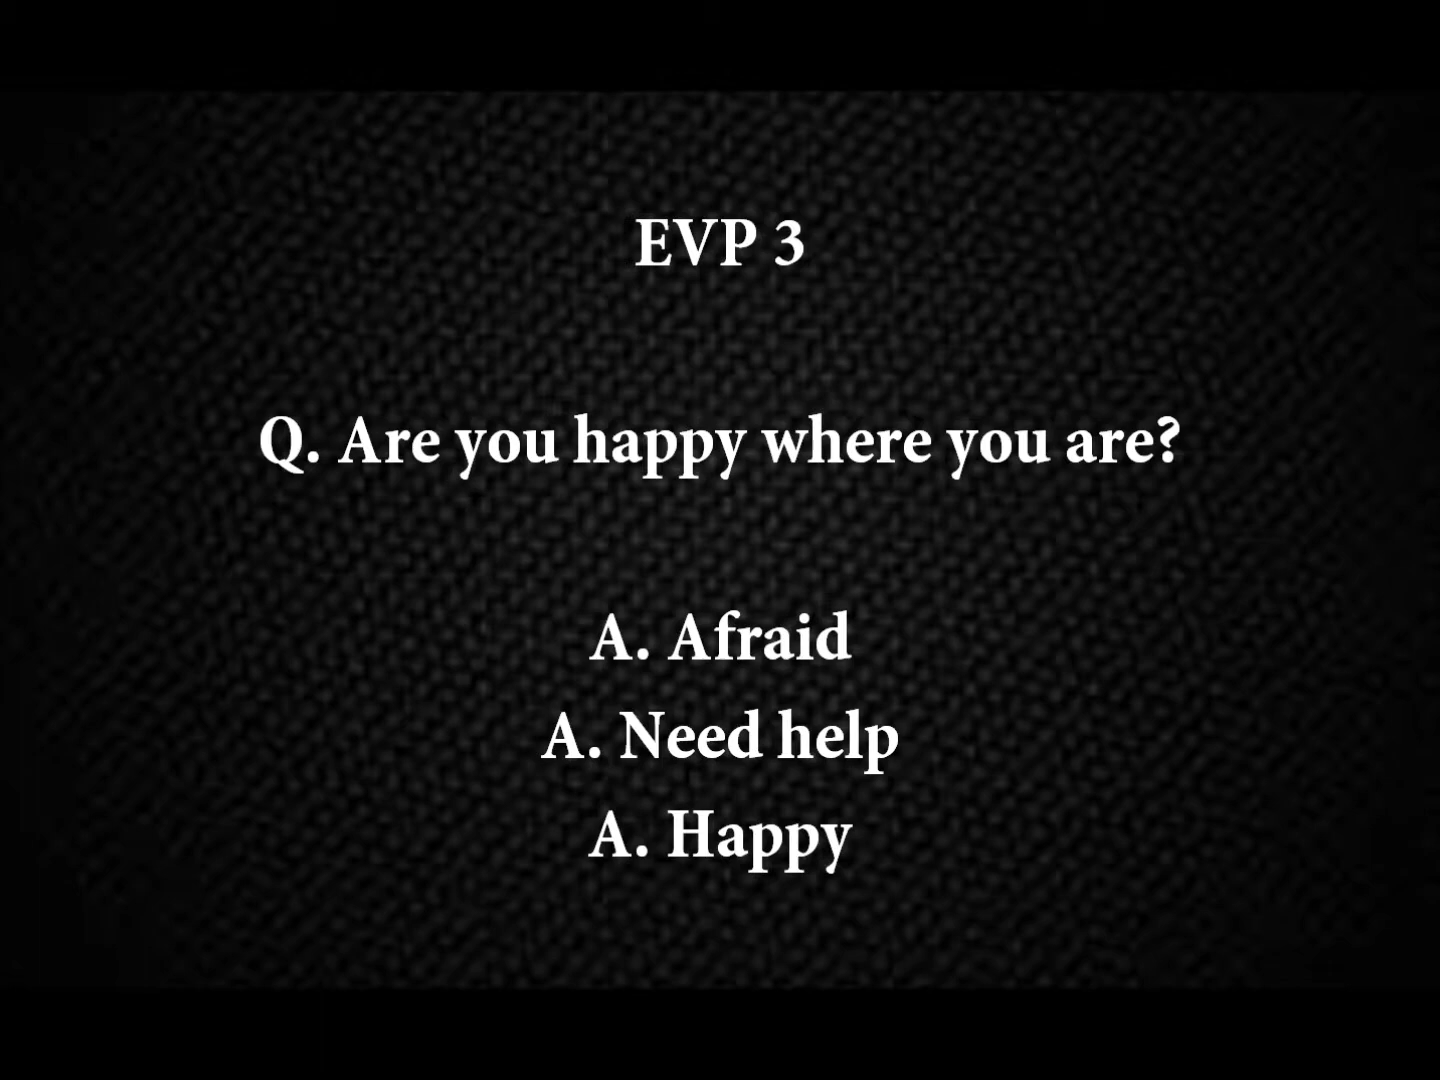 EVP 3
Q. Are you happy where you are?
A. Afraid
A. Need help
A. Happy